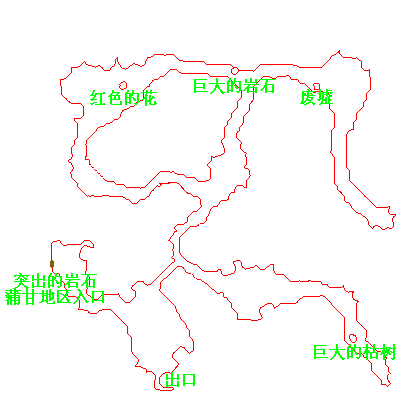 巨大的岩石
红色的花
废墟
突出的岩石
蒲甘地区入口
巨大的枯树
出口